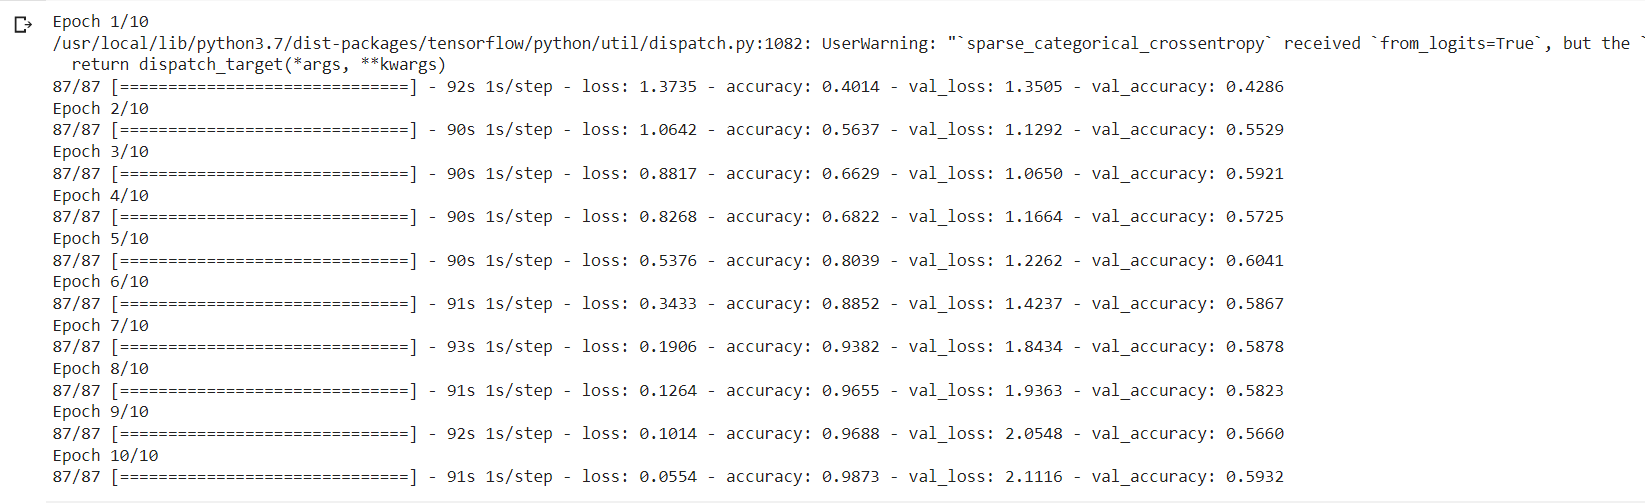 Epoch 1/10
/usr/local/lib/python3.7/dist-packages/tensorflow/python/util/dispatch.py:1082: UserWarning: "`sparse_categorical_crossentropy` received `from_logits=True`, but the `
  return dispatch_target(*args, **kwargs)
87/87 [==============================] - 92s 1s/step - loss: 1.3735 - accuracy: 0.4014 - val_loss: 1.3505 - val_accuracy: 0.4286
Epoch 2/10
87/87 [==============================] - 90s 1s/step - loss: 1.0642 - accuracy: 0.5637 - val_loss: 1.1292 - val_accuracy: 0.5529
Epoch 3/10
87/87 [==============================] - 90s 1s/step - loss: 0.8817 - accuracy: 0.6629 - val_loss: 1.0650 - val_accuracy: 0.5921
Epoch 4/10
87/87 [==============================] - 90s 1s/step - loss: 0.8268 - accuracy: 0.6822 - val_loss: 1.1664 - val_accuracy: 0.5725
Epoch 5/10
87/87 [==============================] - 90s 1s/step - loss: 0.5376 - accuracy: 0.8039 - val_loss: 1.2262 - val_accuracy: 0.6041
Epoch 6/10
87/87 [==============================] - 91s 1s/step - loss: 0.3433 - accuracy: 0.8852 - val_loss: 1.4237 - val_accuracy: 0.5867
Epoch 7/10
87/87 [==============================] - 93s 1s/step - loss: 0.1906 - accuracy: 0.9382 - val_loss: 1.8434 - val_accuracy: 0.5878
Epoch 8/10
87/87 [==============================] - 91s 1s/step - loss: 0.1264 - accuracy: 0.9655 - val_loss: 1.9363 - val_accuracy: 0.5823
Epoch 9/10
87/87 [==============================] - 92s 1s/step - loss: 0.1014 - accuracy: 0.9688 - val_loss: 2.0548 - val_accuracy: 0.5660
Epoch 10/10
87/87 [==============================] - 91s 1s/step - loss: 0.0554 - accuracy: 0.9873 - val_loss: 2.1116 - val_accuracy: 0.5932